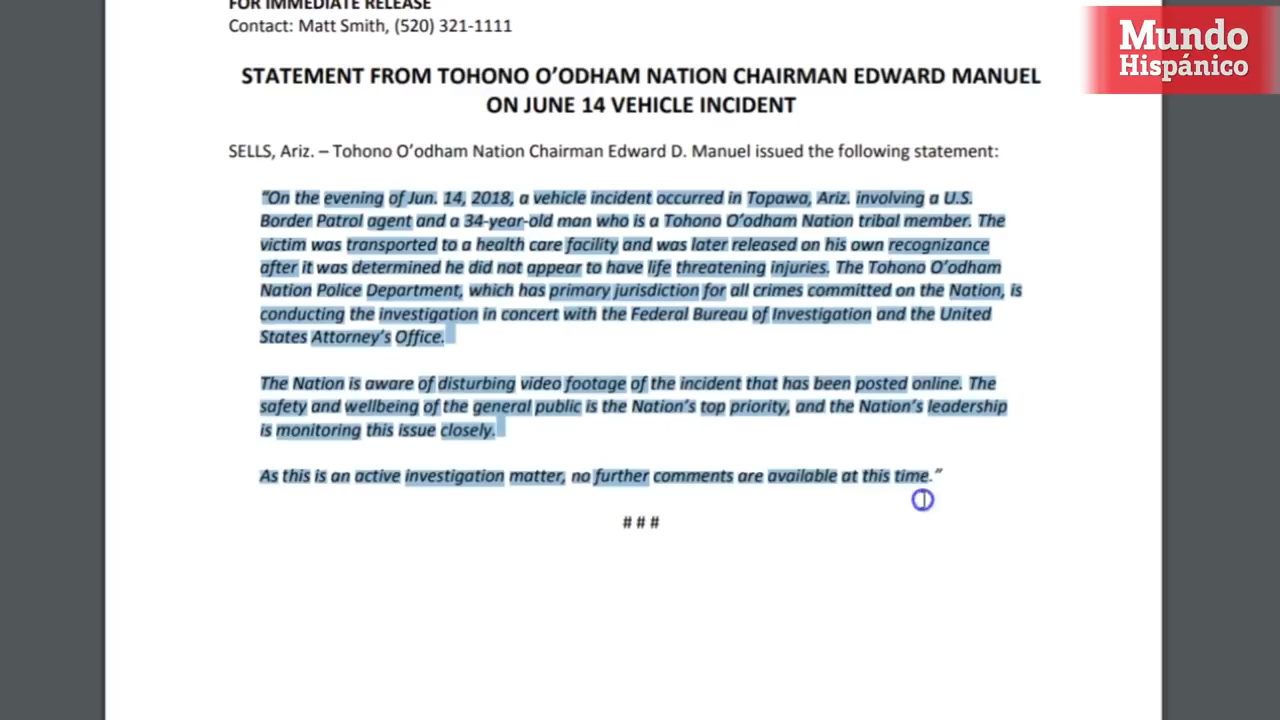 FOR IMMEDIATE RELEASE
Contact: Matt Smith, (520) 321-1111
Mundo
Hispánico
STATEMENT FROM TOHONO O’ODHAM NATION CHAIRMAN EDWARD MANUEL
ON JUNE 14 VEHICLE INCIDENT
SELLS, Ariz. – Tohono O’odham Nation Chairman Edward D. Manuel issued the following statement:
“On the evening of Jun. 14, 2018, a vehicle incident occurred in Topawa, Ariz. involving a U.S.
Border Patrol agent and a 34-year-old man who is a Tohono O’odham Nation tribal member. The
victim was transported to a health care facility and was later released on his own recognizance
after it was determined he did not appear to have life threatening injuries. The Tohono O’odham
Nation Police Department, which has primary jurisdiction for all crimes committed on the Nation, is
conducting the investigation in concert with the Federal Bureau of Investigation and the United
States Attorney’s Office.
The Nation is aware of disturbing video footage of the incident that has been posted online. The
safety and wellbeing of the general public is the Nation’s top priority, and the Nation’s leadership
is monitoring this issue closely.
As this is an active investigation matter, no further comments are available at this time.”
# # #